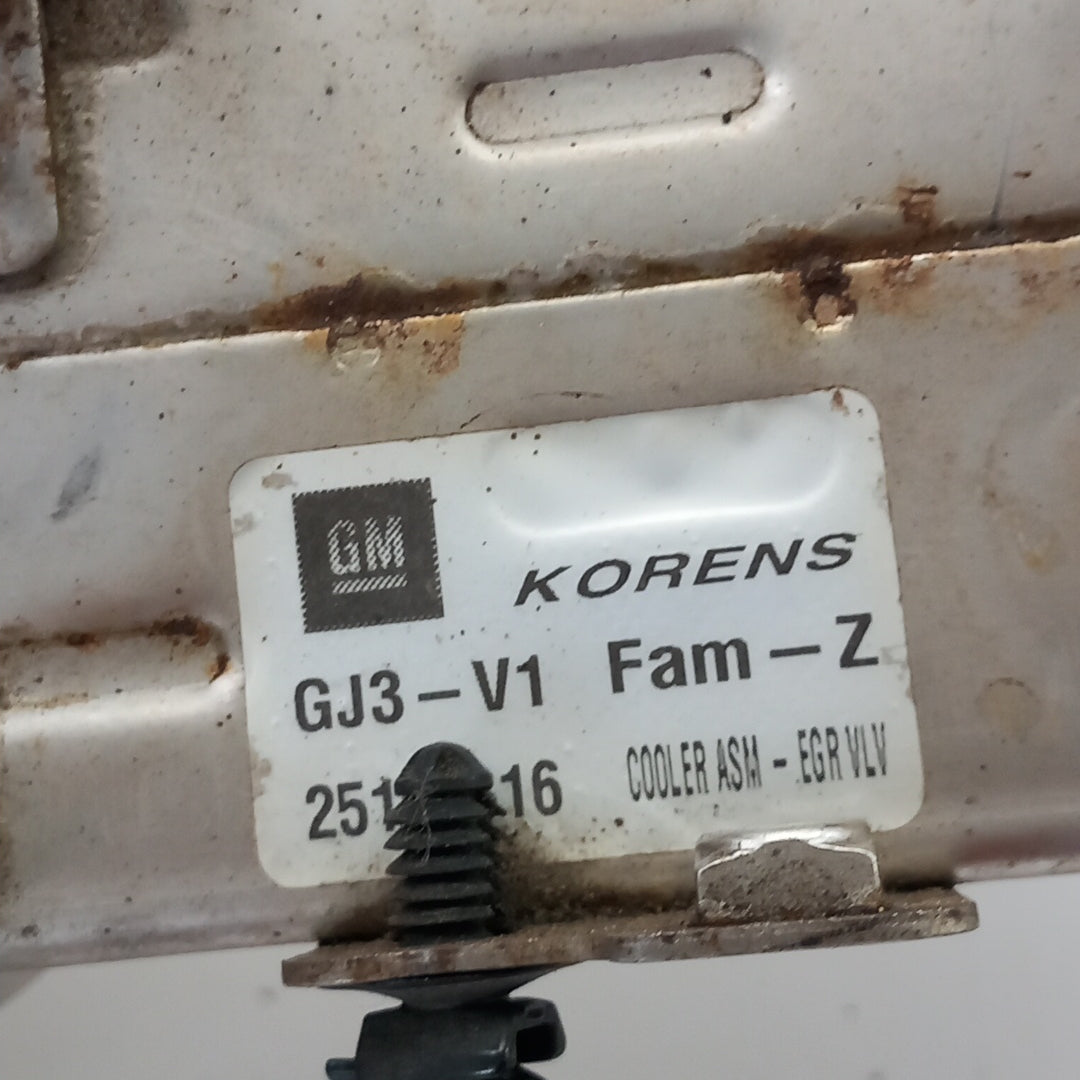 GM
KORENS
GJ3-V1 Fam-Z
COOLER ASM - EGR VLV